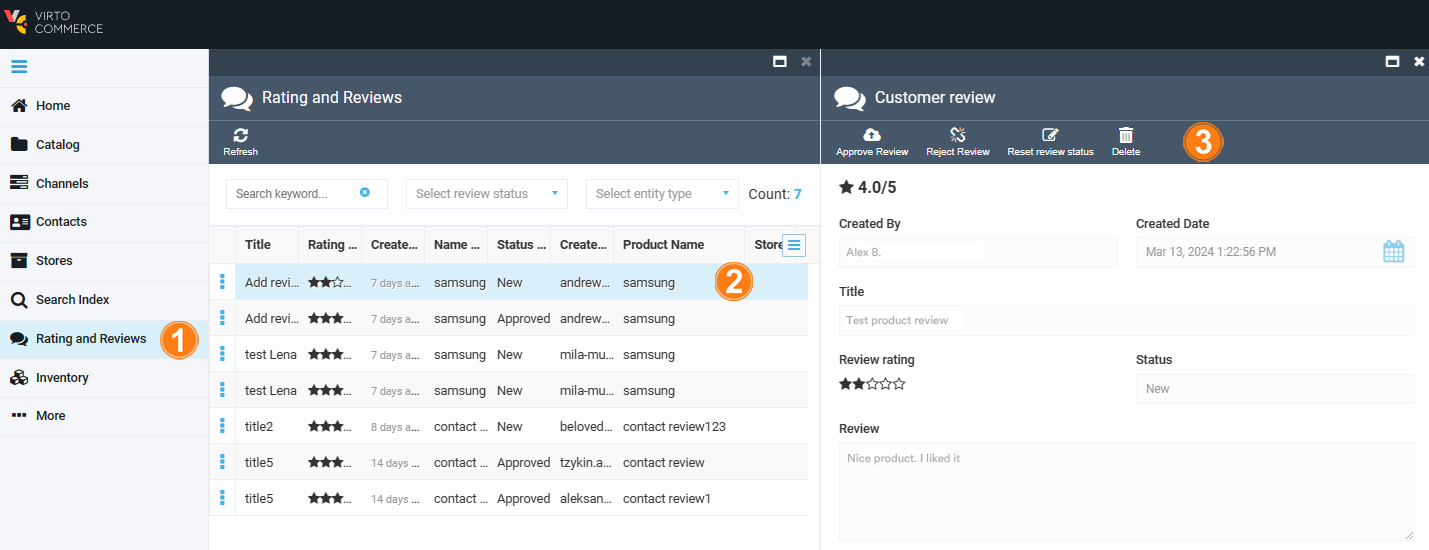 VIRTO
COMMERCE
Home
Catalog
Channels
Contacts
Stores
Search Index
Rating and Reviews
1
Inventory
More
Rating and Reviews
Refresh
Search keyword...
Select review status
Select entity type
Count: 7
Title Rating ... Create... Name ... Status ... Create... Product Name Store
Add revi... 7 days a... samsung New andrew... samsung
2
Add revi... 7 days a... samsung Approved andrew... samsung
test Lena 7 days a... samsung New mila-mu... samsung
test Lena 7 days a... samsung New mila-mu... samsung
title2 8 days a... contact ... New beloved... contact review123
title5 14 days ... contact ... Approved tzykin.a... contact review
title5 14 days ... contact ... Approved aleksan... contact review1
Customer review
Approve Review Reject Review Reset review status Delete
3
4.0/5
Created By Created Date
Alex B. Mar 13, 2024 1:22:56 PM
Title
Test product review
Review rating Status
New
Review
Nice product. I liked it